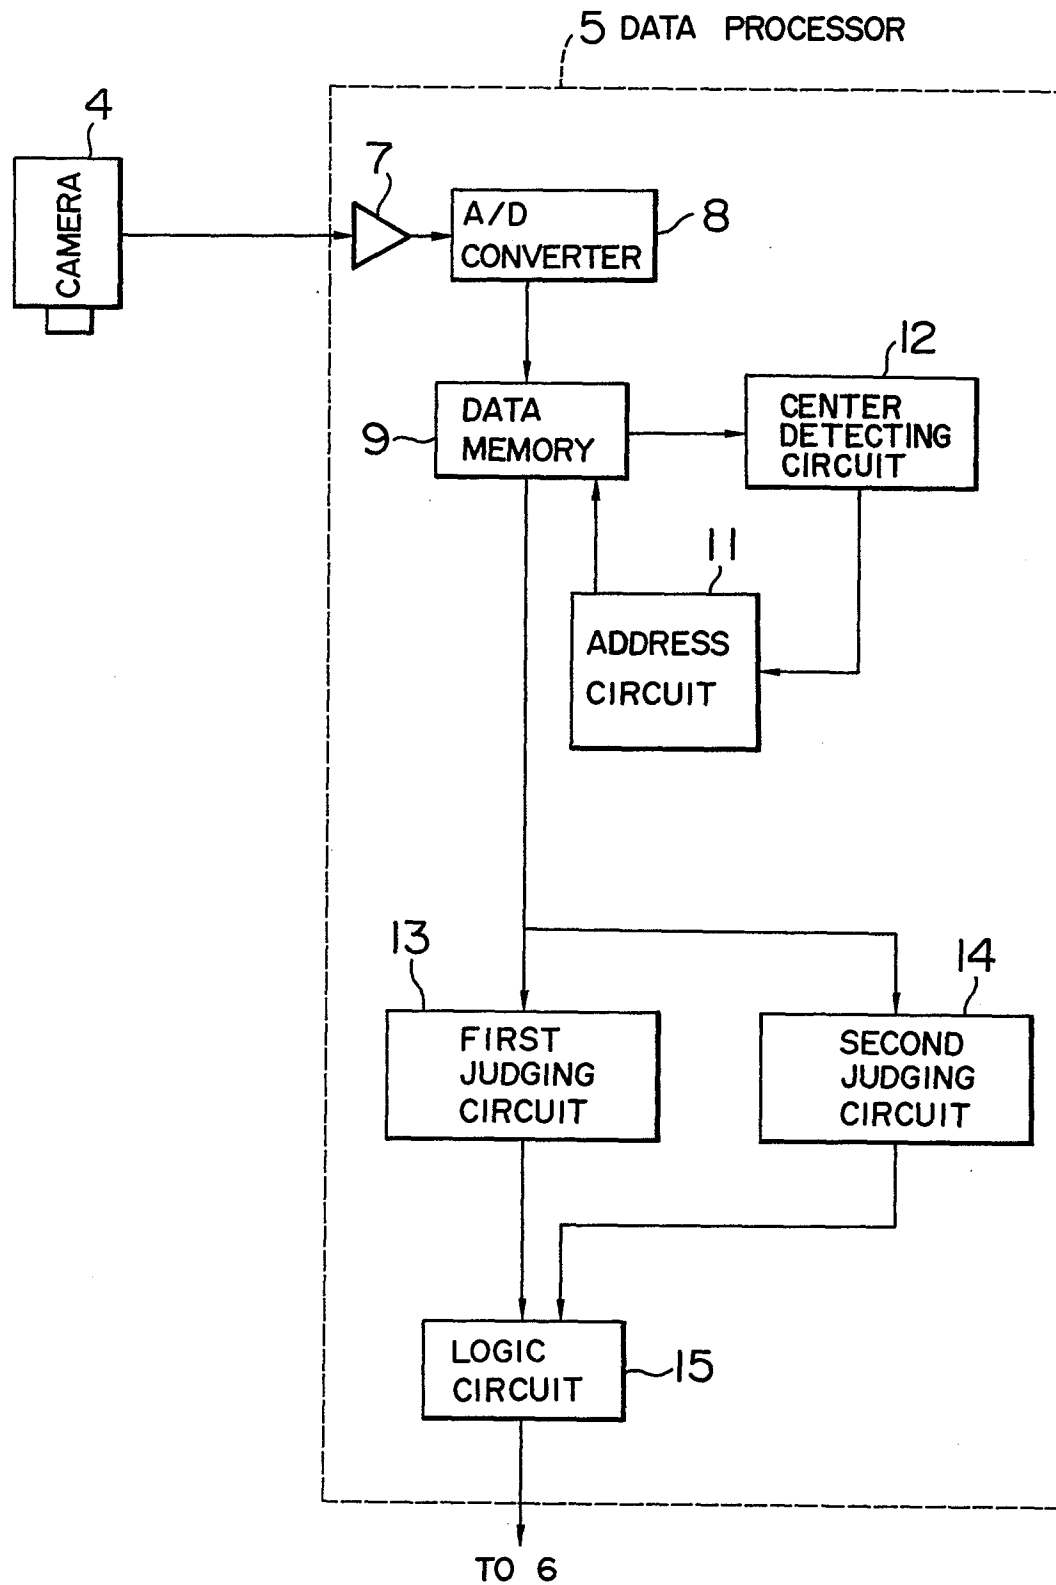 5 DATA PROCESSOR
4
CAMERA
7
A/D
CONVERTER
8
DATA
MEMORY
9
12
CENTER
DETECTING
CIRCUIT
11
ADDRESS
CIRCUIT
13
FIRST
JUDGING
CIRCUIT
14
SECOND
JUDGING
CIRCUIT
LOGIC
CIRCUIT
15
TO 6